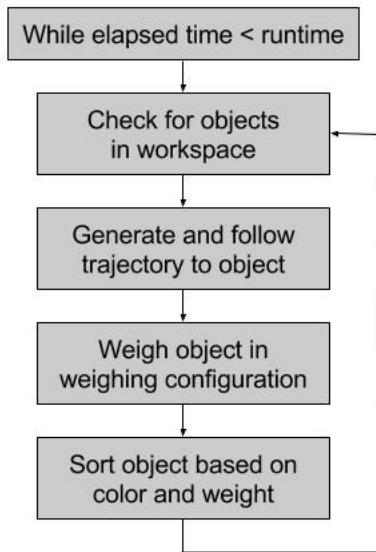 While elapsed time < runtime
Check for objects
in workspace
Generate and follow
trajectory to object
Weigh object in
weighing configuration
Sort object based on
color and weight